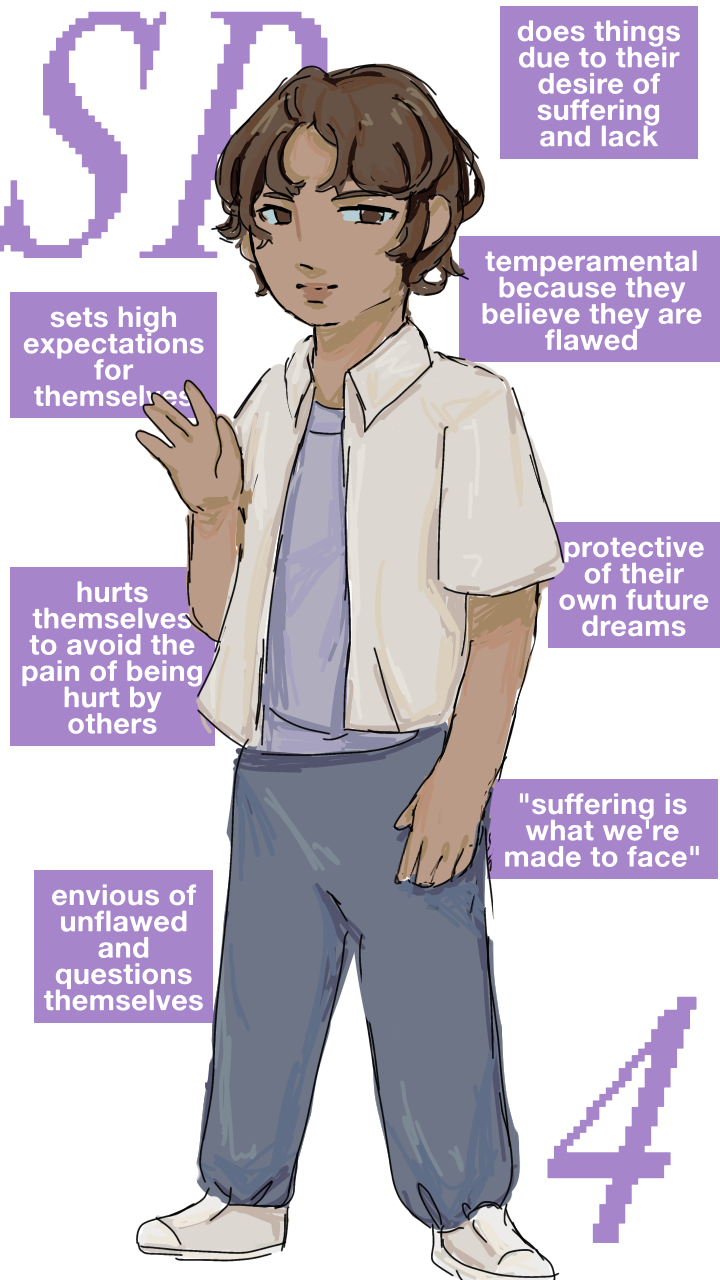 SP
does things
due to their
desire of
suffering
and lack
temperamental
because they
believe they are
flawed
sets high
expectations
for
themselves
protective
of their
own future
dreams
hurts
themselves
to avoid the
pain of being
hurt by
others
"suffering is
what we're
made to face"
envious of
unflawed
and
questions
themselves
4